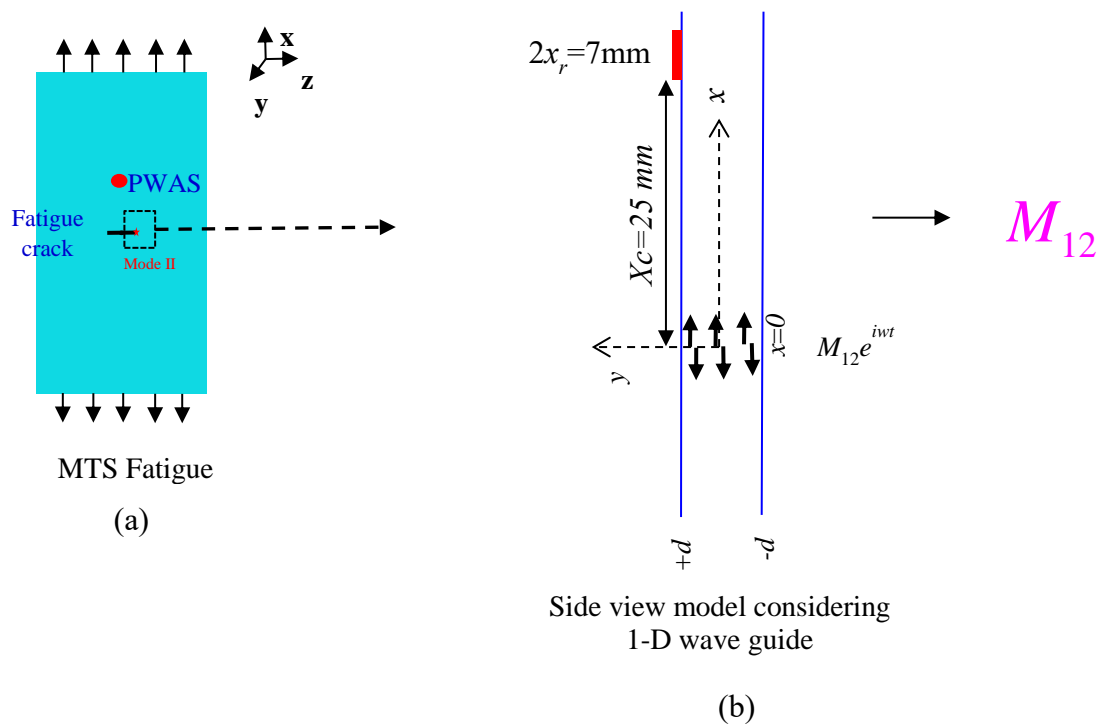 x
z
y
PWAS
Fatigue
crack
Mode II
MTS Fatigue
(a)
2x_r=7mm
x
Xc=25 mm
x=0
y
M_12 e^{iwt}
M_12
+d
-d
Side view model considering
1-D wave guide
(b)